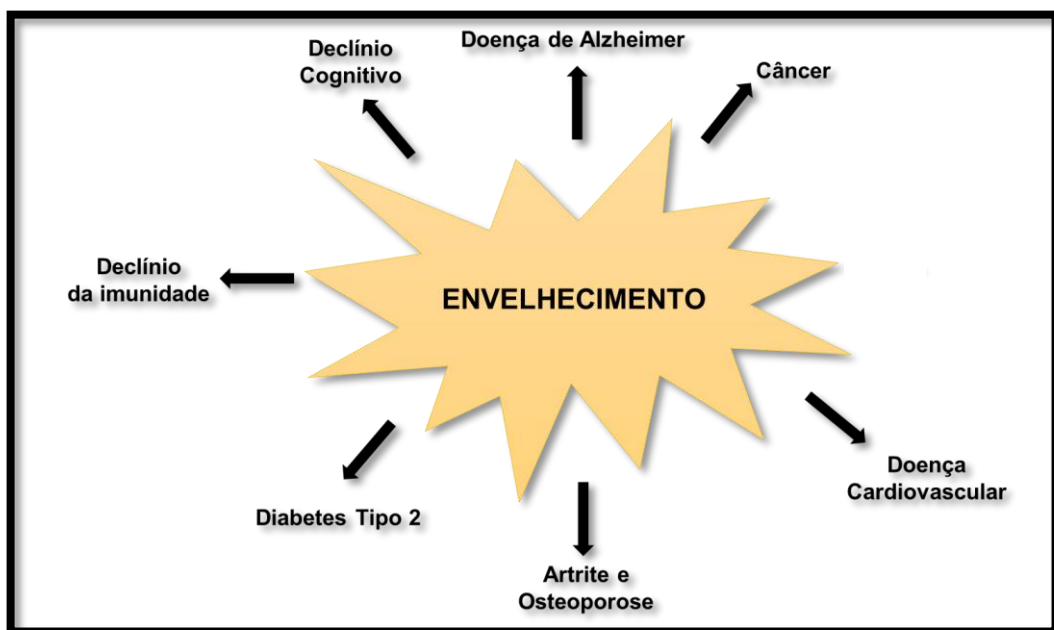 Declínio
Cognitivo
Doença de Alzheimer
Câncer
Declínio
da imunidade
ENVELHECIMENTO
Doença
Cardiovascular
Diabetes Tipo 2
Artrite e
Osteoporose